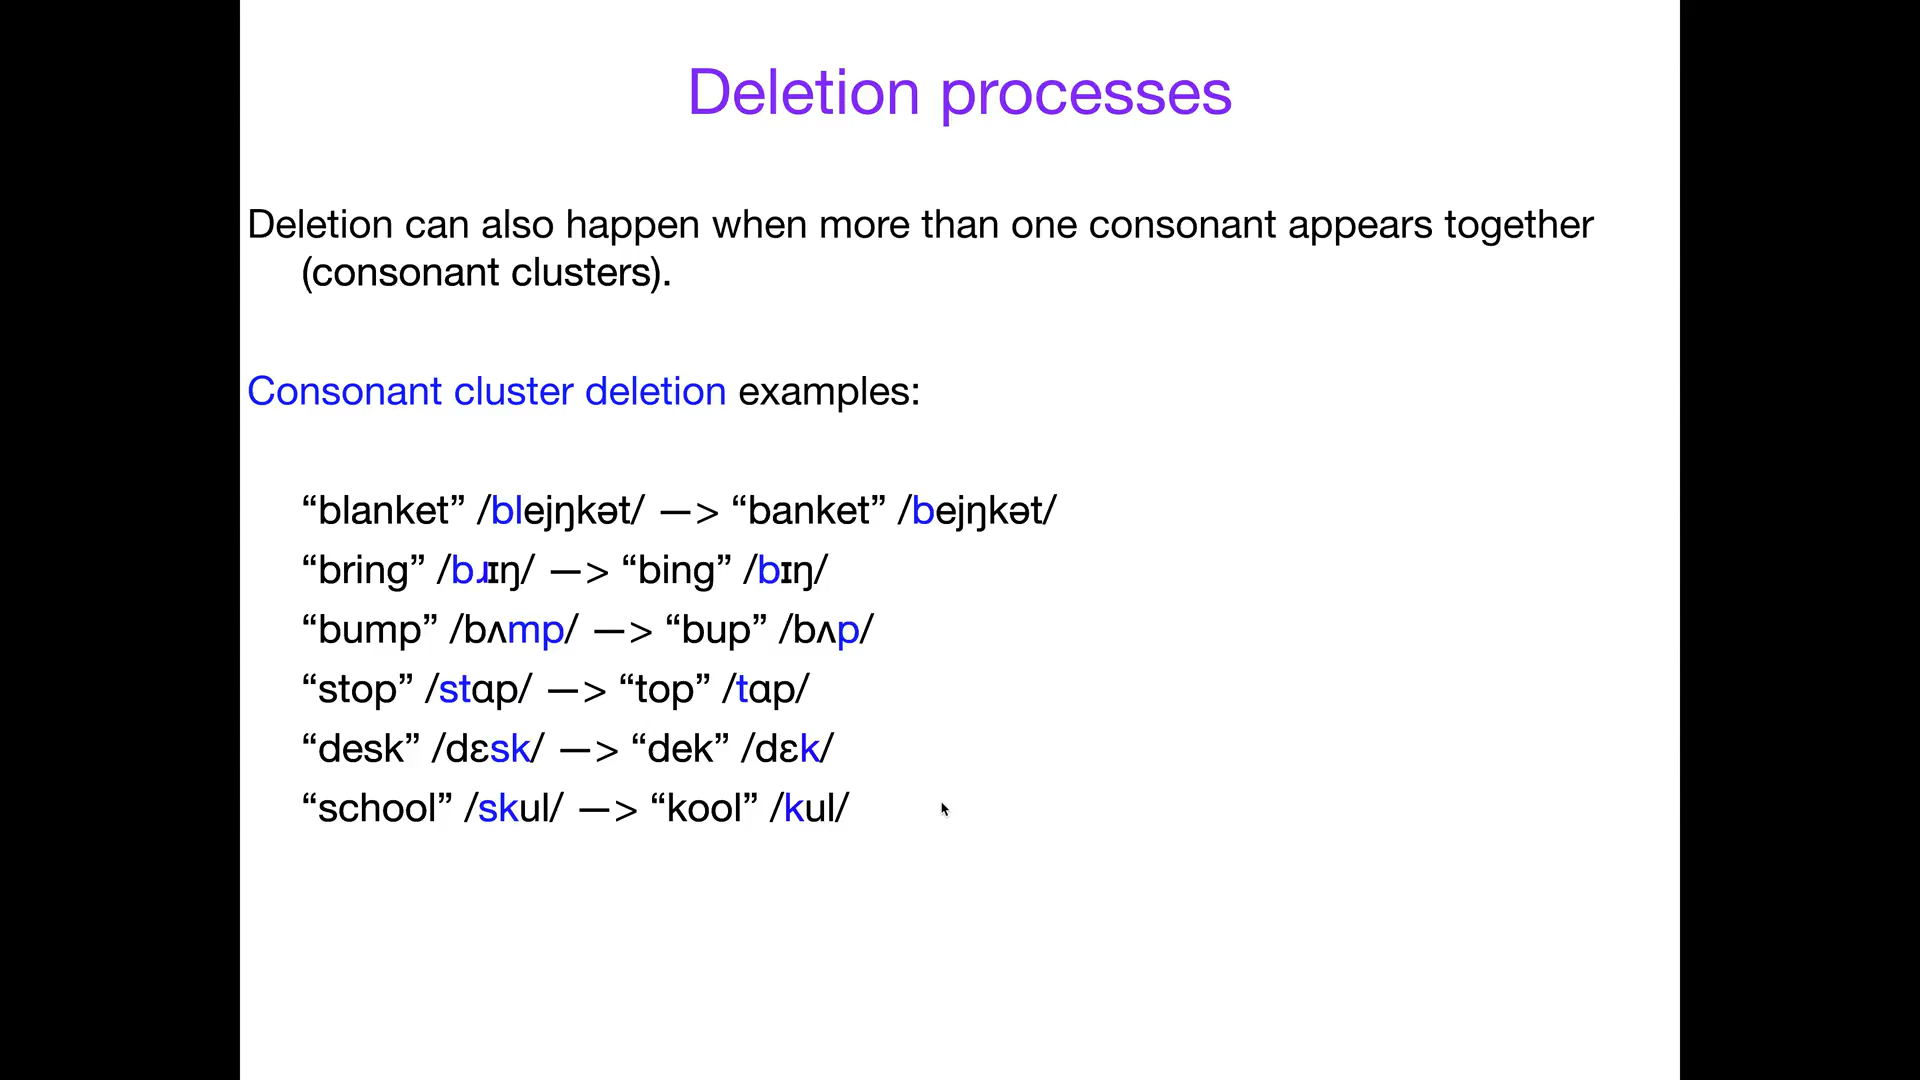 Deletion processes
Deletion can also happen when more than one consonant appears together
(consonant clusters).
Consonant cluster deletion examples:
“blanket” /blejŋkət/ —> “banket” /bejŋkət/
“bring” /bɹɪŋ/ —> “bing” /bɪŋ/
“bump” /bʌmp/ —> “bup” /bʌp/
“stop” /stɑp/ —> “top” /tɑp/
“desk” /dɛsk/ —> “dek” /dɛk/
“school” /skul/ —> “kool” /kul/